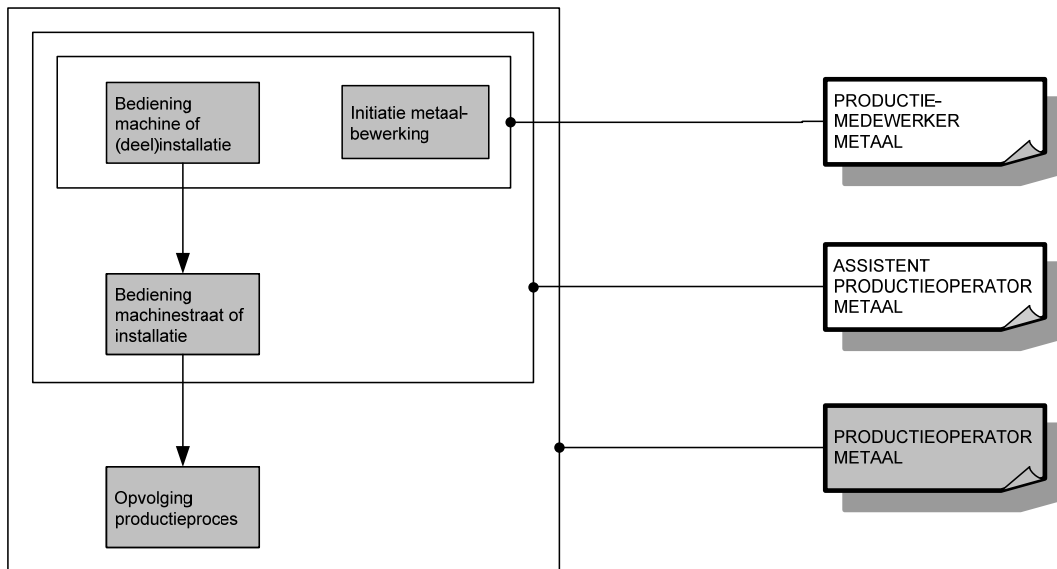 Bediening
machine of
(deel)installatie
Initiatie metaal-
bewerking
PRODUCTIE-
MEDEWERKER
METAAL
Bediening
machinestraat of
installatie
ASSISTENT
PRODUCTIEOPERATOR
METAAL
Opvolging
productieproces
PRODUCTIEOPERATOR
METAAL